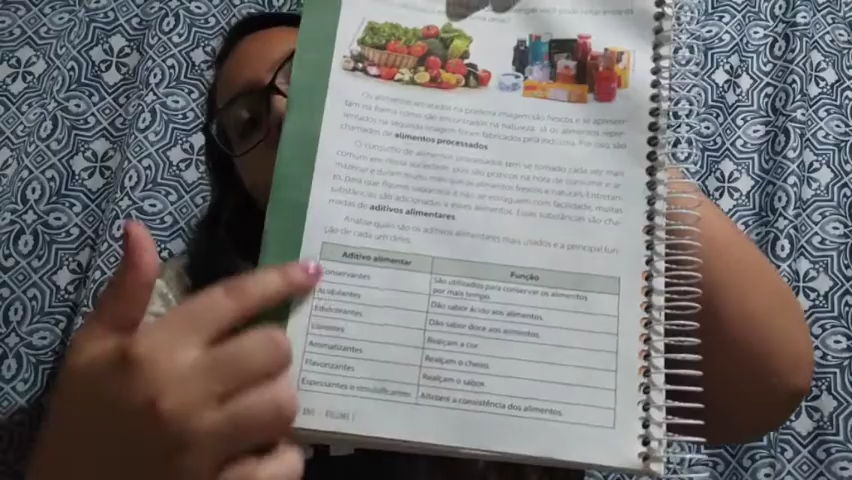 Os alimentos retratados na primeira imagem são frescos e se apresen-
tam na forma como são encontrados na natureza. Já os alimentos repre-
sentados na segunda imagem foram fabricados pela indústria. Por isso, são
chamados de alimentos processados.
O consumo de alimentos processados tem se tornado cada vez mais
comum em nossa sociedade, pois são práticos na hora de consumir e ar-
mazenar e duram muito mais que os alimentos frescos e naturais. Entretan-
to, para que fiquem saborosos e não se estraguem com facilidade, muitas
substâncias são adicionadas a esses alimentos. Essas substâncias são cha-
madas de aditivos alimentares.
Analise quais são os aditivos alimentares mais usados e a principal fun-
ção de cada um deles.
Aditivo alimentar Função
Conservantes São utilizados para conservar os alimentos
por mais tempo.
Acidulantes Dão sabor ácido aos alimentos.
Edulcorantes Dão sabor doce aos alimentos.
Corantes Realçam a cor.
Aromatizantes Realçam o cheiro.
Flavorizantes Realçam o sabor.
Espessantes e emulsificantes Alteram a consistência dos alimentos.
VOLUME